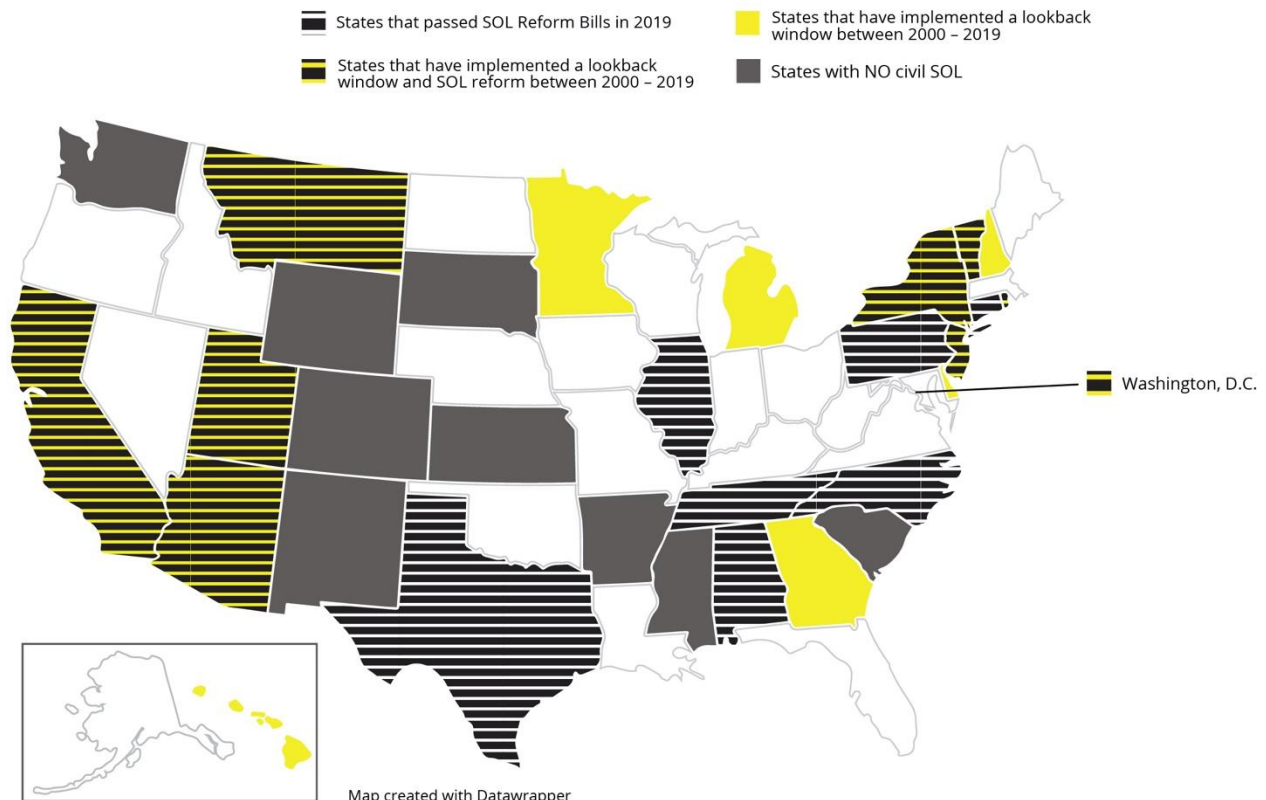 States that passed SOL Reform Bills in 2019
States that have implemented a lookback
window and SOL reform between 2000 – 2019
States that have implemented a lookback
window between 2000 – 2019
States with NO civil SOL
Washington, D.C.
Map created with Datawrapper